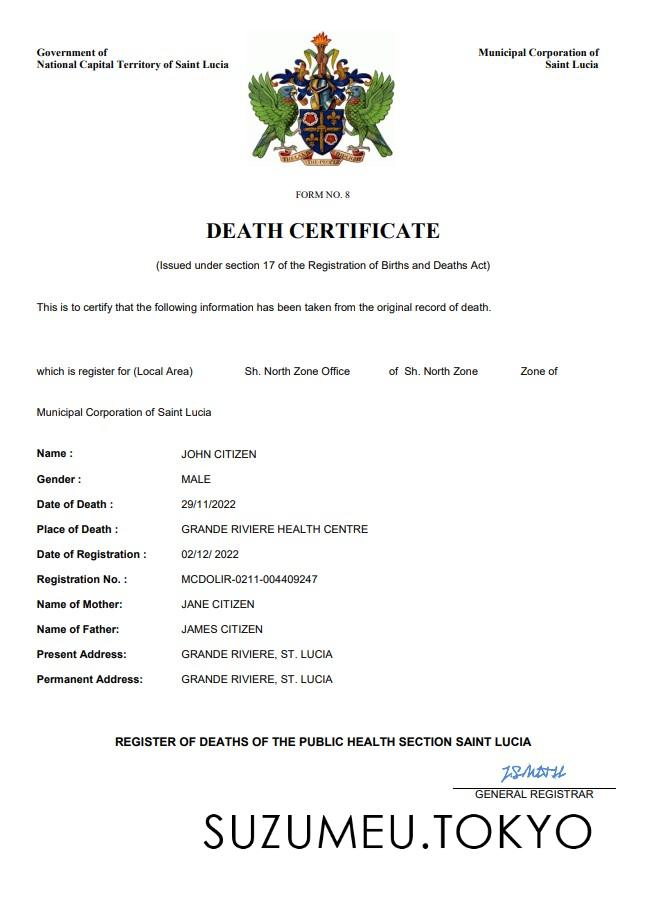 Government of
National Capital Territory of Saint Lucia
Municipal Corporation of
Saint Lucia
THE LAND THE PEOPLE THE LIGHT
FORM NO. 8
DEATH CERTIFICATE
(Issued under section 17 of the Registration of Births and Deaths Act)
This is to certify that the following information has been taken from the original record of death.
which is register for (Local Area) Sh. North Zone Office of Sh. North Zone Zone of
Municipal Corporation of Saint Lucia
Name : JOHN CITIZEN
Gender : MALE
Date of Death : 29/11/2022
Place of Death : GRANDE RIVIERE HEALTH CENTRE
Date of Registration : 02/12/ 2022
Registration No. : MCDOLIR-0211-004409247
Name of Mother: JANE CITIZEN
Name of Father: JAMES CITIZEN
Present Address: GRANDE RIVIERE, ST. LUCIA
Permanent Address: GRANDE RIVIERE, ST. LUCIA
REGISTER OF DEATHS OF THE PUBLIC HEALTH SECTION SAINT LUCIA
GENERAL REGISTRAR
SUZUMEU.TOKYO